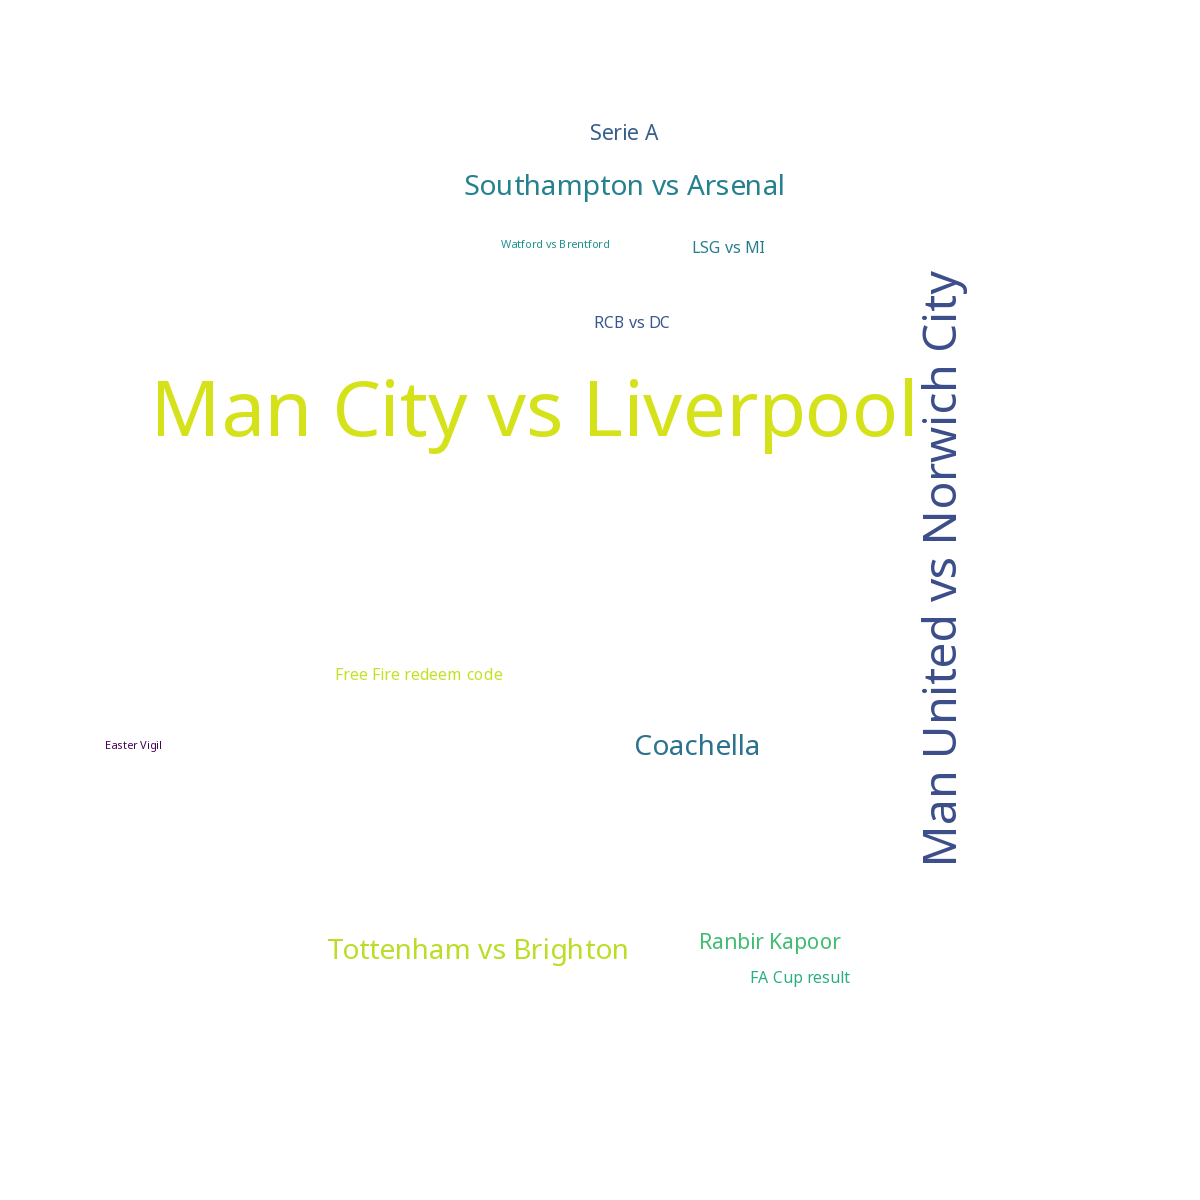 Serie A
Southampton vs Arsenal
Watford vs Brentford
LSG vs MI
RCB vs DC
Man City vs Liverpool
Man United vs Norwich City
Free Fire redeem code
Easter Vigil
Coachella
Tottenham vs Brighton
Ranbir Kapoor
FA Cup result